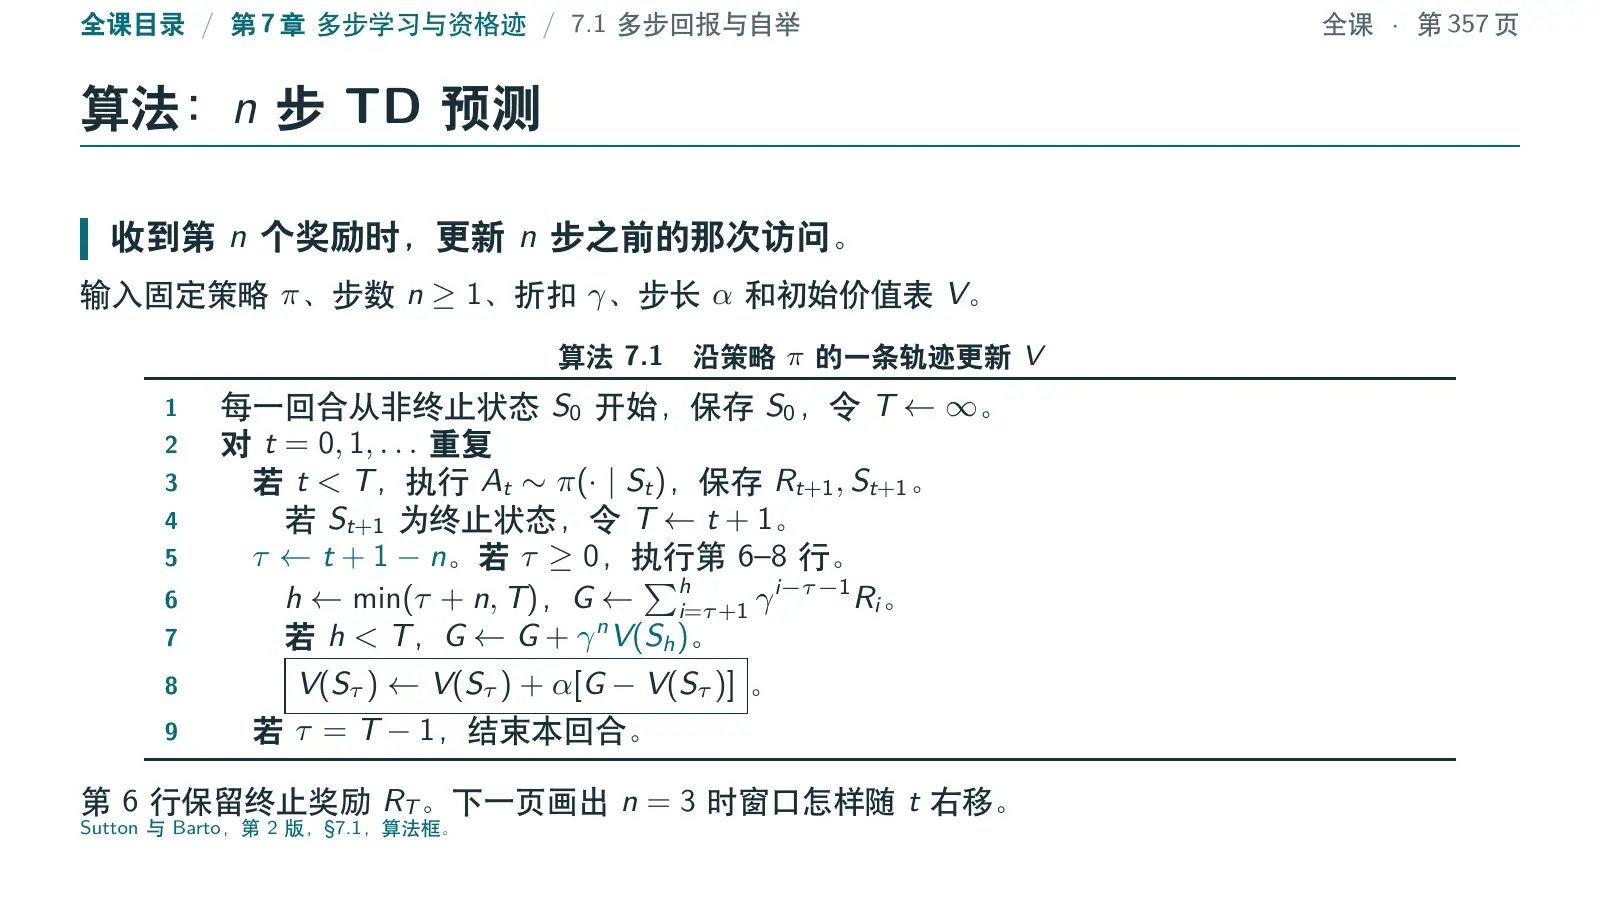 全课目录 / 第 7 章 多步学习与资格迹 / 7.1 多步回报与自举
全课 · 第 357 页
算法：n 步 TD 预测
收到第 n 个奖励时，更新 n 步之前的那次访问。
输入固定策略 π、步数 n ≥ 1、折扣 γ、步长 α 和初始价值表 V。
算法 7.1 沿策略 π 的一条轨迹更新 V
1 每一回合从非终止状态 S₀ 开始，保存 S₀，令 T ← ∞。
2 对 t = 0, 1, . . . 重复
3 若 t < T，执行 Aₜ ∼ π(· | Sₜ)，保存 Rₜ₊₁, Sₜ₊₁。
4 若 Sₜ₊₁ 为终止状态，令 T ← t + 1。
5 τ ← t + 1 − n。若 τ ≥ 0，执行第 6–8 行。
6 h ← min(τ + n, T)，G ← ∑_{i=τ+1}^{h} γ^{i−τ−1} R_i。
7 若 h < T，G ← G + γⁿV(S_h)。
8 V(S_τ) ← V(S_τ) + α[G − V(S_τ)]。
9 若 τ = T − 1，结束本回合。
第 6 行保留终止奖励 R_T。下一页画出 n = 3 时窗口怎样随 t 右移。
Sutton 与 Barto，第 2 版，§7.1，算法框。